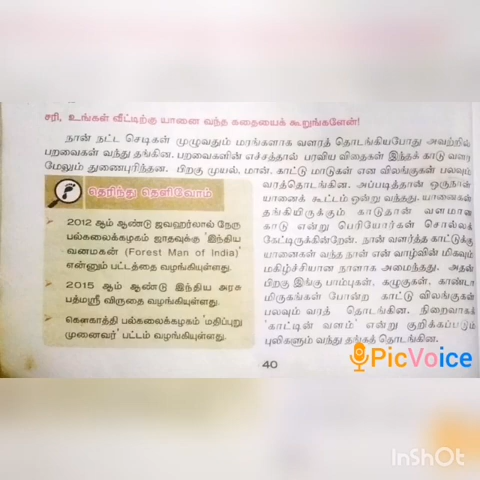 சரி, உங்கள் வீட்டிற்கு யானை வந்த கதையைக் கூறுங்களேன்!
நான் நட்ட செடிகள் முழுவதும் மரங்களாக வளரத் தொடங்கியபோது அவற்றில்
பறவைகள் வந்து தங்கின. பறவைகளின் எச்சத்தால் பரவிய விதைகள் இந்தக் காடு வளர
மேலும் துணைபுரிந்தன. பிறகு முயல், மான், காட்டு மாடுகள் என விலங்குகள் பலவும்
வரத்தொடங்கின. அப்படித்தான் ஒருநாள்
யானைக் கூட்டம் ஒன்று வந்தது. யானைகள்
தங்கியிருக்கும் காடுதான் வளமான
காடு என்று பெரியோர்கள் சொல்லக்
கேட்டிருக்கின்றேன். நான் வளர்த்த காட்டுக்கு
யானைகள் வந்த நாள் என் வாழ்வின் மிகவும்
மகிழ்ச்சியான நாளாக அமைந்தது. அதன்
பிறகு இங்கு பாம்புகள், கழுகுகள், காண்டா
மிருகங்கள் போன்ற காட்டு விலங்குகள்
பலவும் வரத் தொடங்கின. நிறைவாகக்
'காட்டின் வளம்' என்று குறிக்கப்படும்
புலிகளும் வந்து தங்கத் தொடங்கின.
தெரிந்து தெளிவோம்
2012 ஆம் ஆண்டு ஜவஹர்லால் நேரு
பல்கலைக்கழகம் ஜாதவுக்கு 'இந்திய
வனமகன் (Forest Man of India)'
என்னும் பட்டத்தை வழங்கியுள்ளது.
2015 ஆம் ஆண்டு இந்திய அரசு
பத்மஸ்ரீ விருதை வழங்கியுள்ளது.
கௌகாத்தி பல்கலைக்கழகம் 'மதிப்புறு
முனைவர்' பட்டம் வழங்கியுள்ளது.
40
PicVoice
InShOt